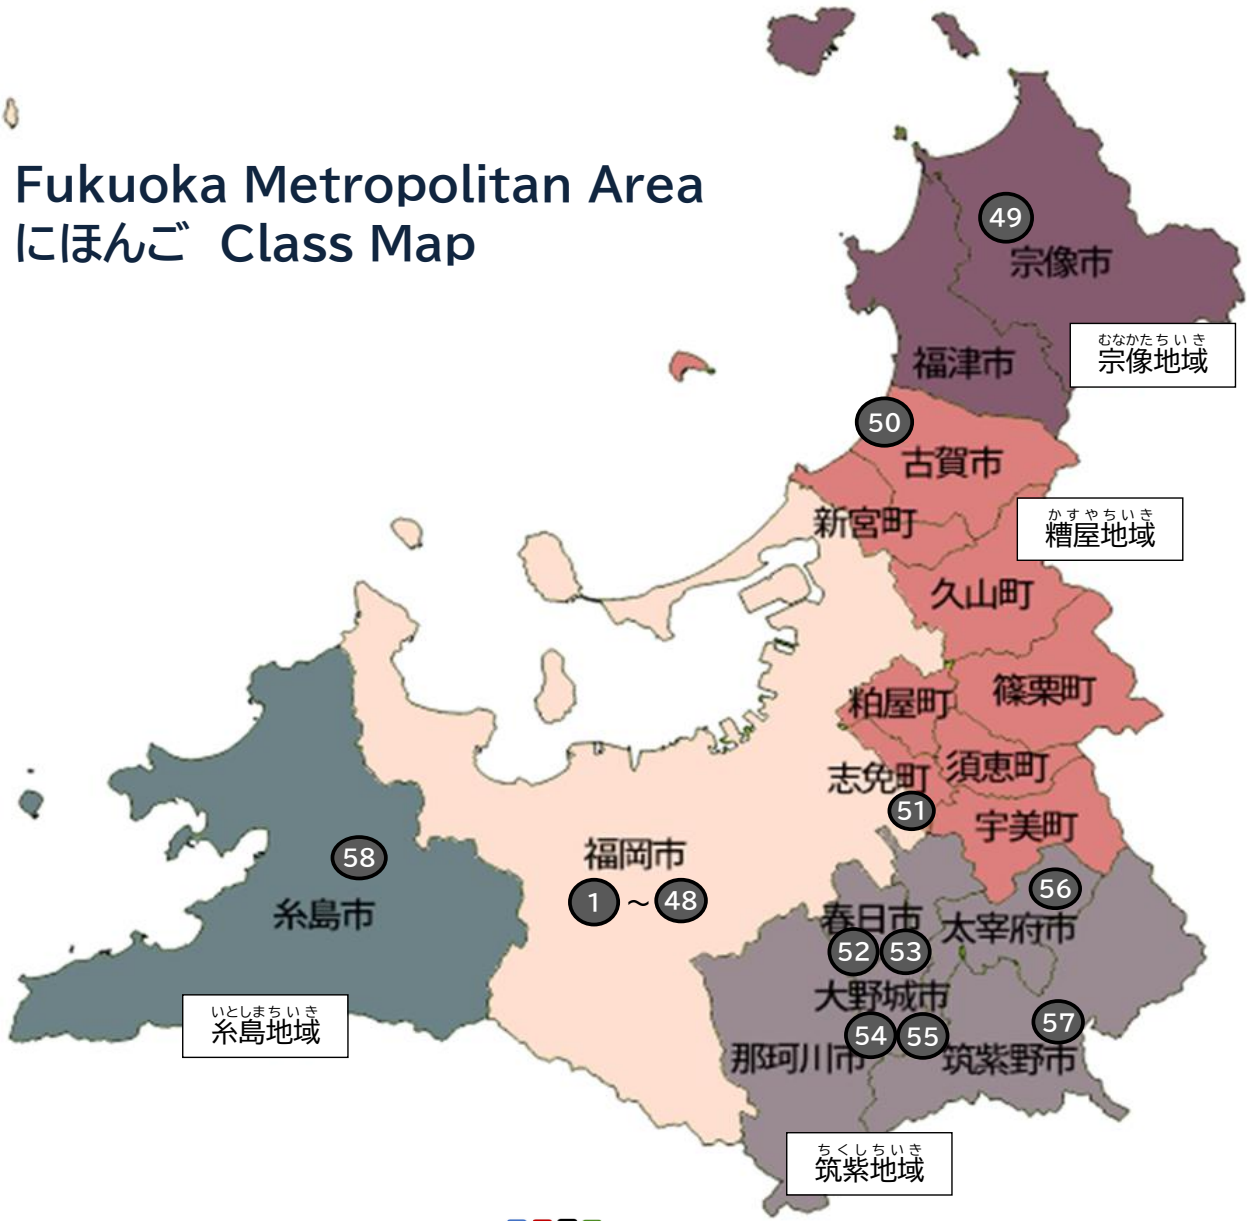 Fukuoka Metropolitan Area
にほんご Class Map
49
宗像市
むなかたちいき
宗像地域
福津市
50
古賀市
新宮町
かすやちいき
糟屋地域
久山町
粕屋町
篠栗町
志免町
須恵町
51
宇美町
福岡市
1 ~ 48
58
糸島市
いとしまちいき
糸島地域
56
春日市
太宰府市
52 53
大野城市
54 55
57
那珂川市
筑紫野市
ちくしちいき
筑紫地域